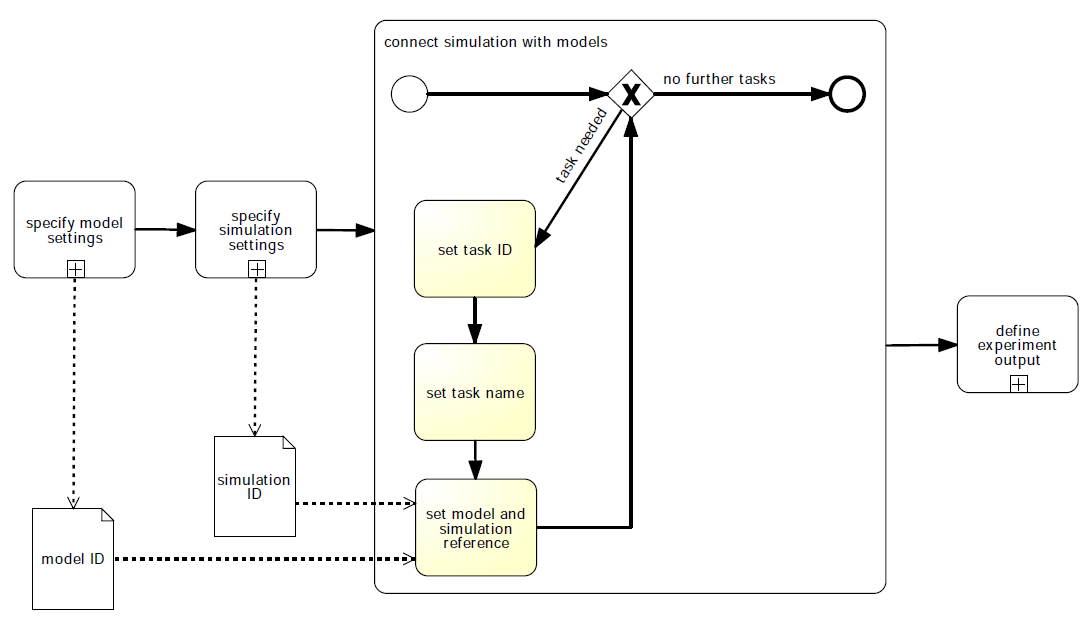 connect simulation with models
no further tasks
task needed
specify model
settings
specify
simulation
settings
set task ID
set task name
define
experiment
output
simulation
ID
set model and
simulation
reference
model ID